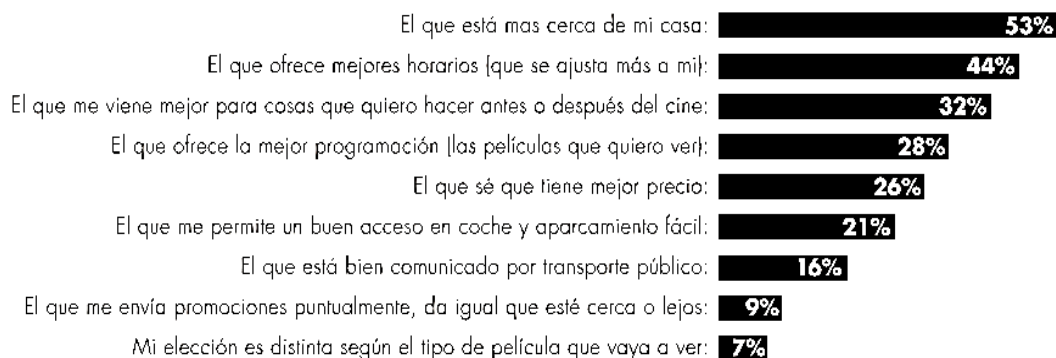 El que está mas cerca de mi casa: 53%
El que ofrece mejores horarios (que se ajusta más a mi): 44%
El que me viene mejor para cosas que quiero hacer antes o después del cine: 32%
El que ofrece la mejor programación (las películas que quiero ver): 28%
El que sé que tiene mejor precio: 26%
El que me permite un buen acceso en coche y aparcamiento fácil: 21%
El que está bien comunicado por transporte público: 16%
El que me envía promociones puntualmente, da igual que esté cerca o lejos: 9%
Mi elección es distinta según el tipo de película que vaya a ver: 7%